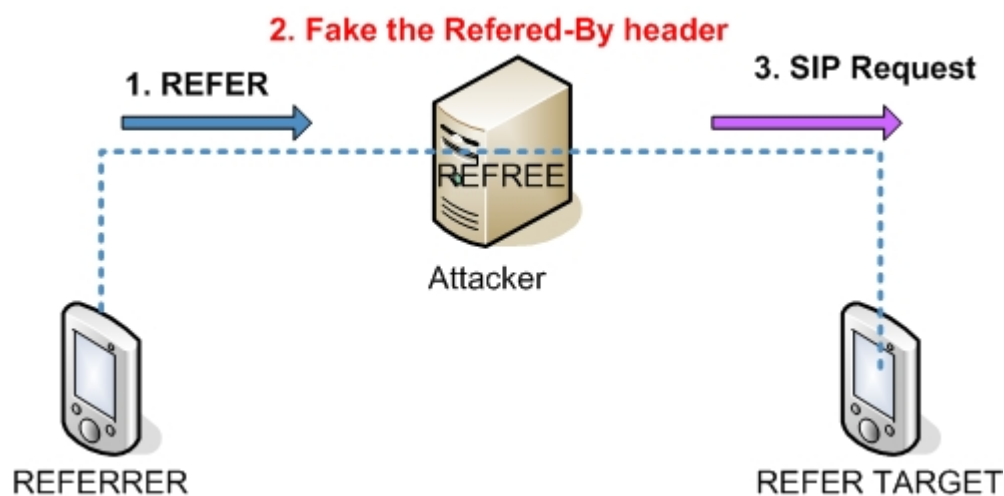 2. Fake the Refered-By header
1. REFER
3. SIP Request
REFREE
Attacker
REFERRER
REFER TARGET